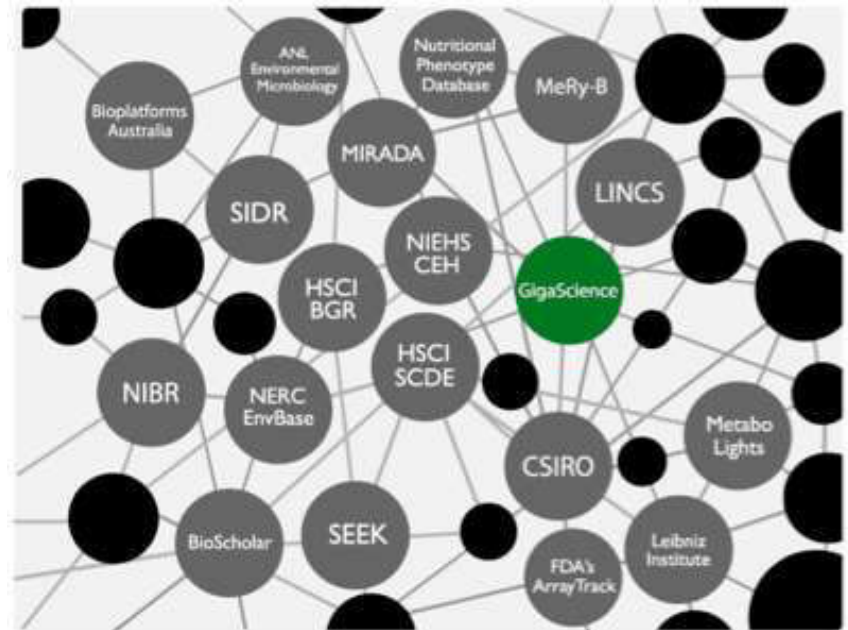 ANL
Environmental
Microbiology
Nutritional
Phenotype
Database
MeRy-B
Bioplatforms
Australia
MIRADA
LINCS
SIDR
NIEHS
CEH
HSCI
BGR
GigaScience
HSCI
SCDE
NIBR
NERC
EnvBase
Metabo
Lights
CSIRO
BioScholar
SEEK
Leibniz
Institute
FDA's
ArrayTrack